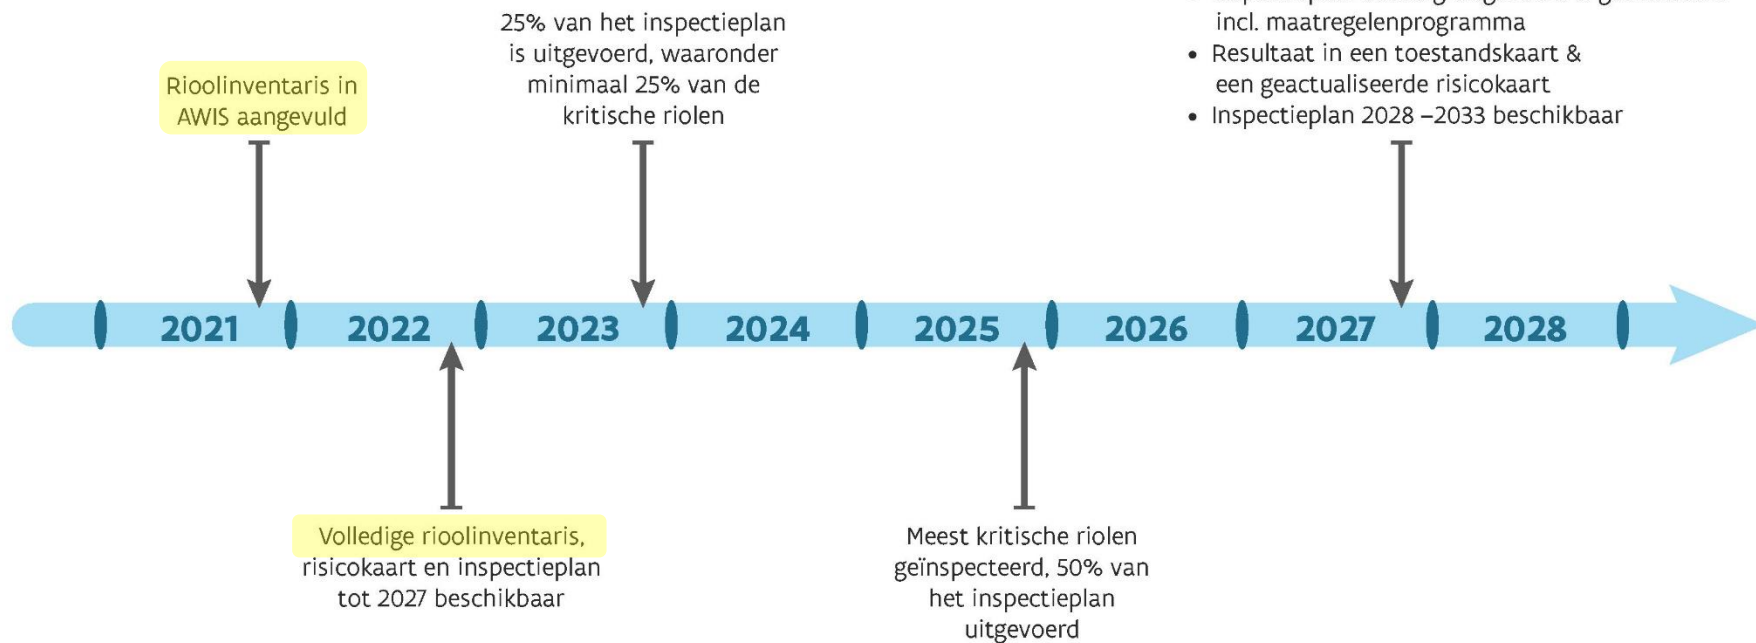 25% van het inspectieplan
is uitgevoerd, waaronder
minimaal 25% van de
kritische riolen
Rioolinventaris in
AWIS aangevuld
incl. maatregelenprogramma
• Resultaat in een toestandskaart &
een geactualiseerde risicokaart
• Inspectieplan 2028 –2033 beschikbaar
2021
2022
2023
2024
2025
2026
2027
2028
Volledige rioolinventaris,
risicokaart en inspectieplan
tot 2027 beschikbaar
Meest kritische riolen
geïnspecteerd, 50% van
het inspectieplan
uitgevoerd